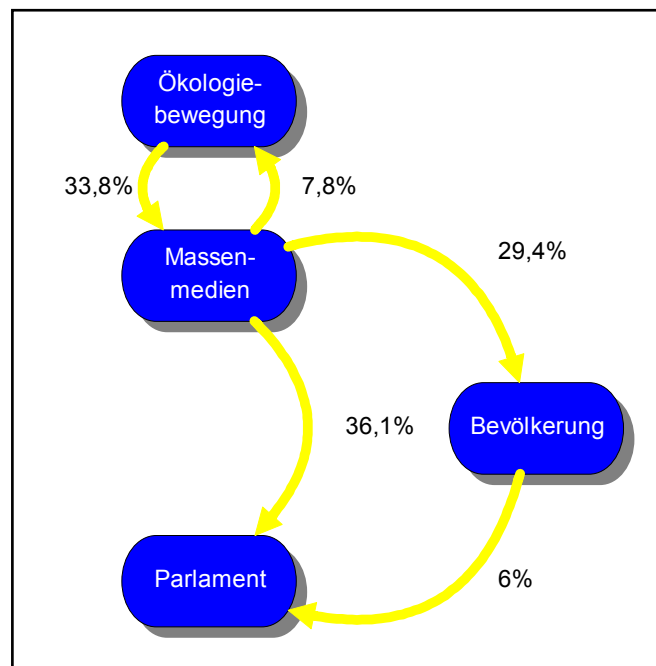 Ökologie-
bewegung
33,8%
7,8%
Massen-
medien
29,4%
36,1%
Bevölkerung
Parlament
6%